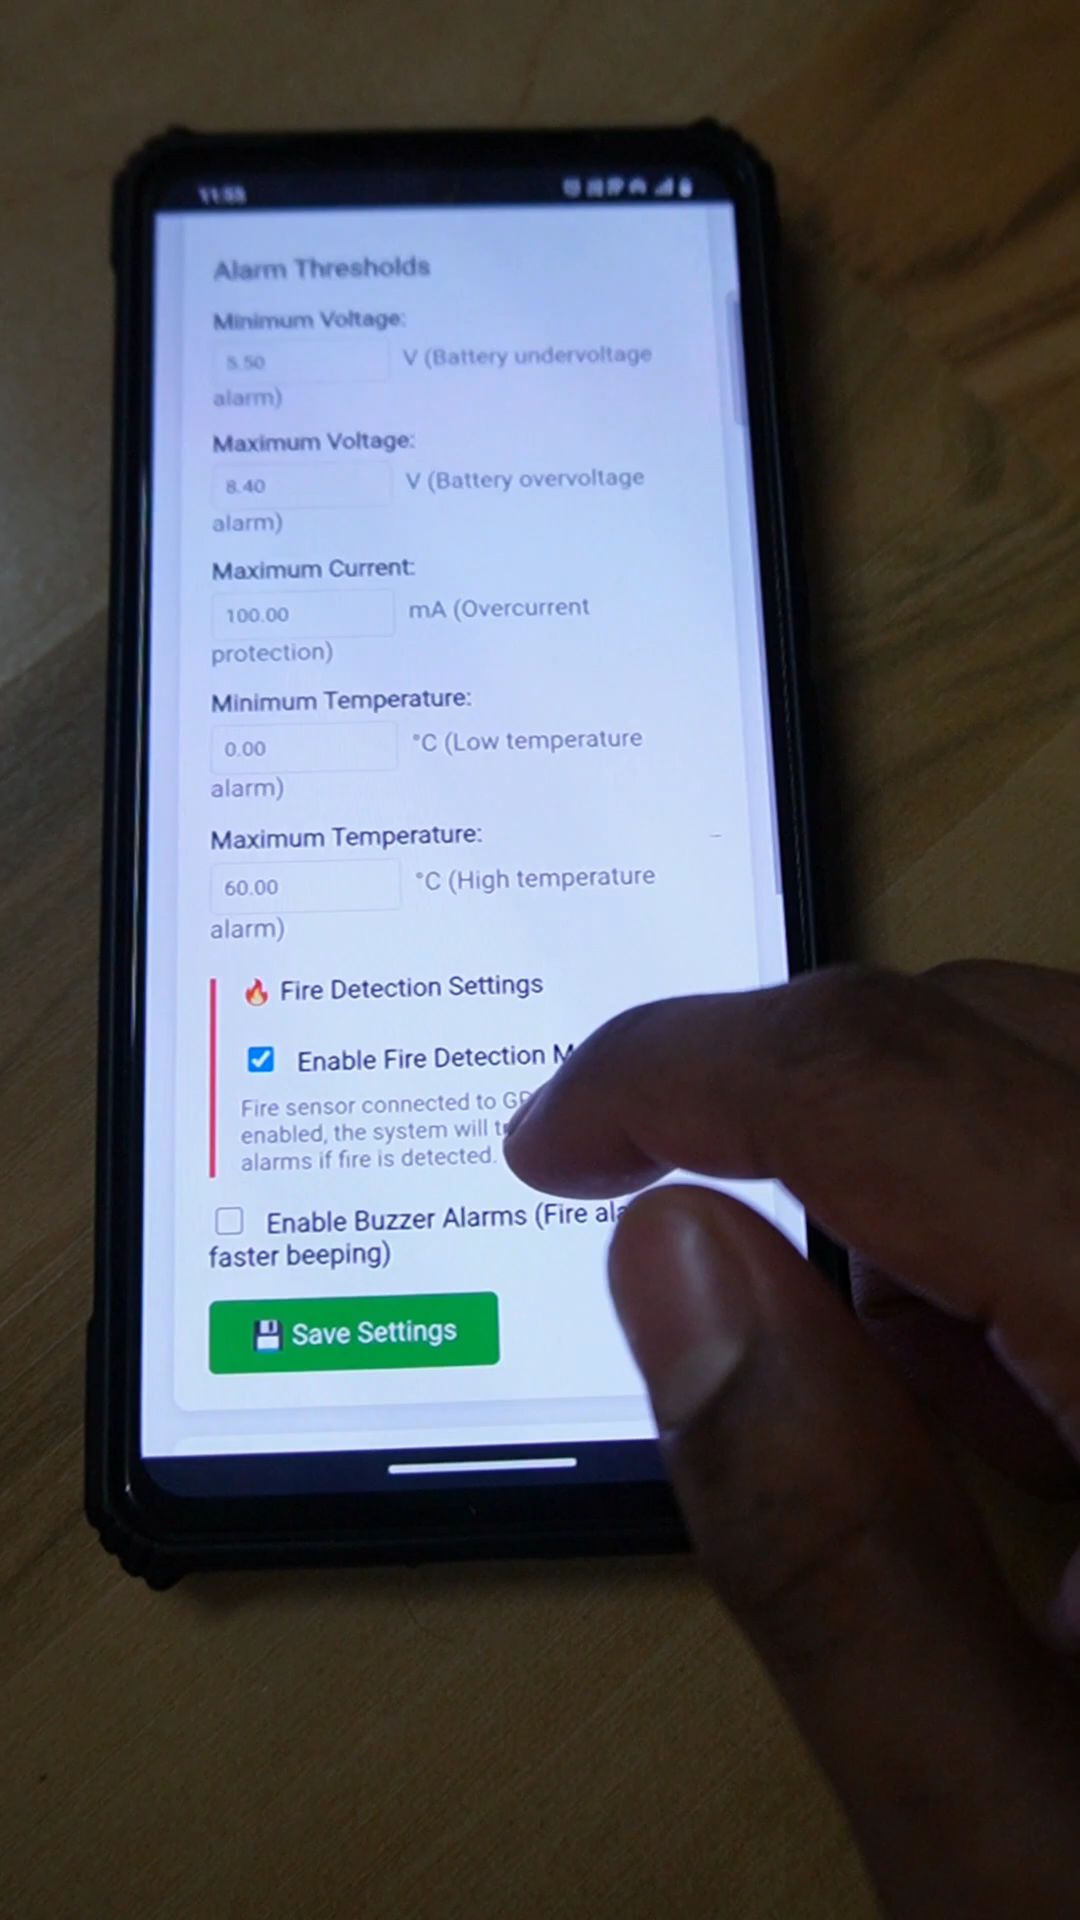 11:55
Alarm Thresholds
Minimum Voltage:
5.50 V (Battery undervoltage
alarm)
Maximum Voltage:
8.40 V (Battery overvoltage
alarm)
Maximum Current:
100.00 mA (Overcurrent
protection)
Minimum Temperature:
0.00 °C (Low temperature
alarm)
Maximum Temperature:
60.00 °C (High temperature
alarm)
🔥 Fire Detection Settings
Enable Fire Detection
Fire sensor connected to
enabled, the system will
alarms if fire is detected.
Enable Buzzer Alarms (Fire
faster beeping)
💾 Save Settings